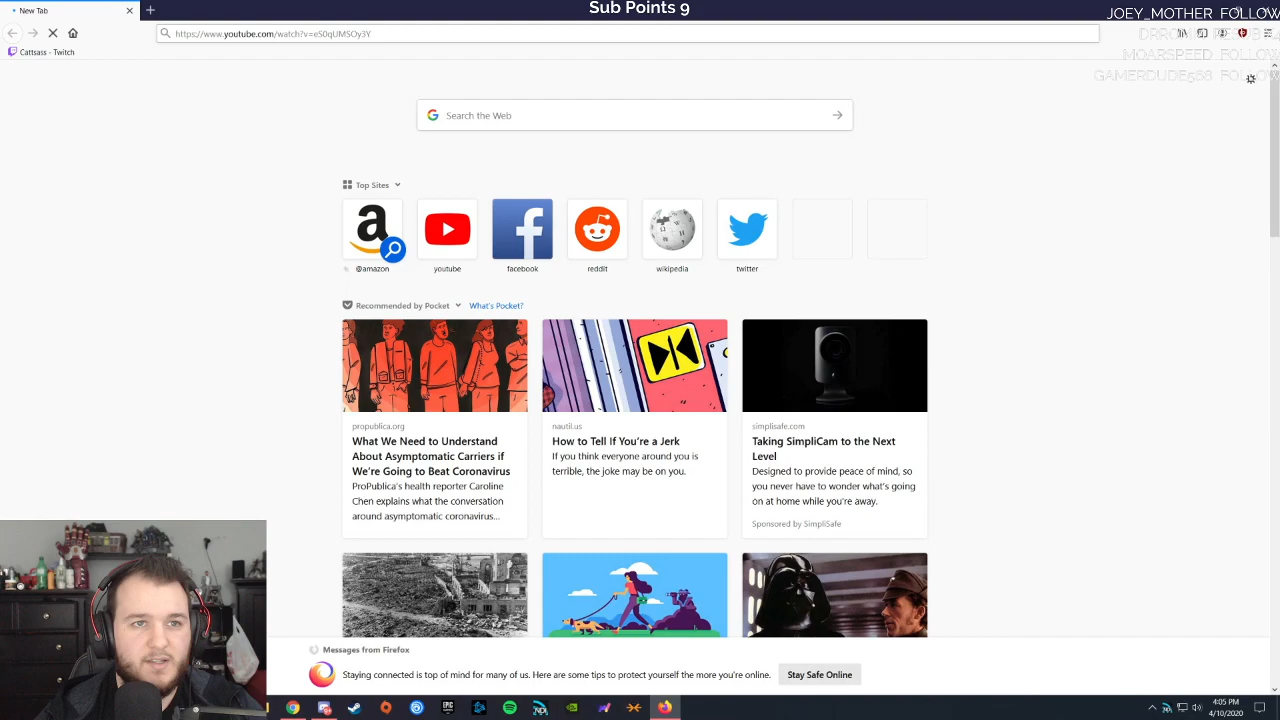 New Tab
Sub Points 9
JOEY_MOTHER FOLLOW
https://www.youtube.com/watch?v=eS0qUMSOy3Y
MOARSPEED FOLLOW
Cattsass - Twitch
GAMERDUDE588 FOLLOW
Search the Web
Top Sites
@amazon
youtube
facebook
reddit
wikipedia
twitter
Recommended by Pocket
What's Pocket?
propublica.org
What We Need to Understand
About Asymptomatic Carriers if
We're Going to Beat Coronavirus
ProPublica's health reporter Caroline
Chen explains what the conversation
around asymptomatic coronavirus...
nautil.us
How to Tell If You're a Jerk
If you think everyone around you is
terrible, the joke may be on you.
simplisafe.com
Taking SimpliCam to the Next
Level
Designed to provide peace of mind, so
you never have to wonder what's going
on at home while you're away.
Sponsored by SimpliSafe
Messages from Firefox
Staying connected is top of mind for many of us. Here are some tips to protect yourself the more you're online.
Stay Safe Online
EPIC
GAMES
4:05 PM
4/10/2020